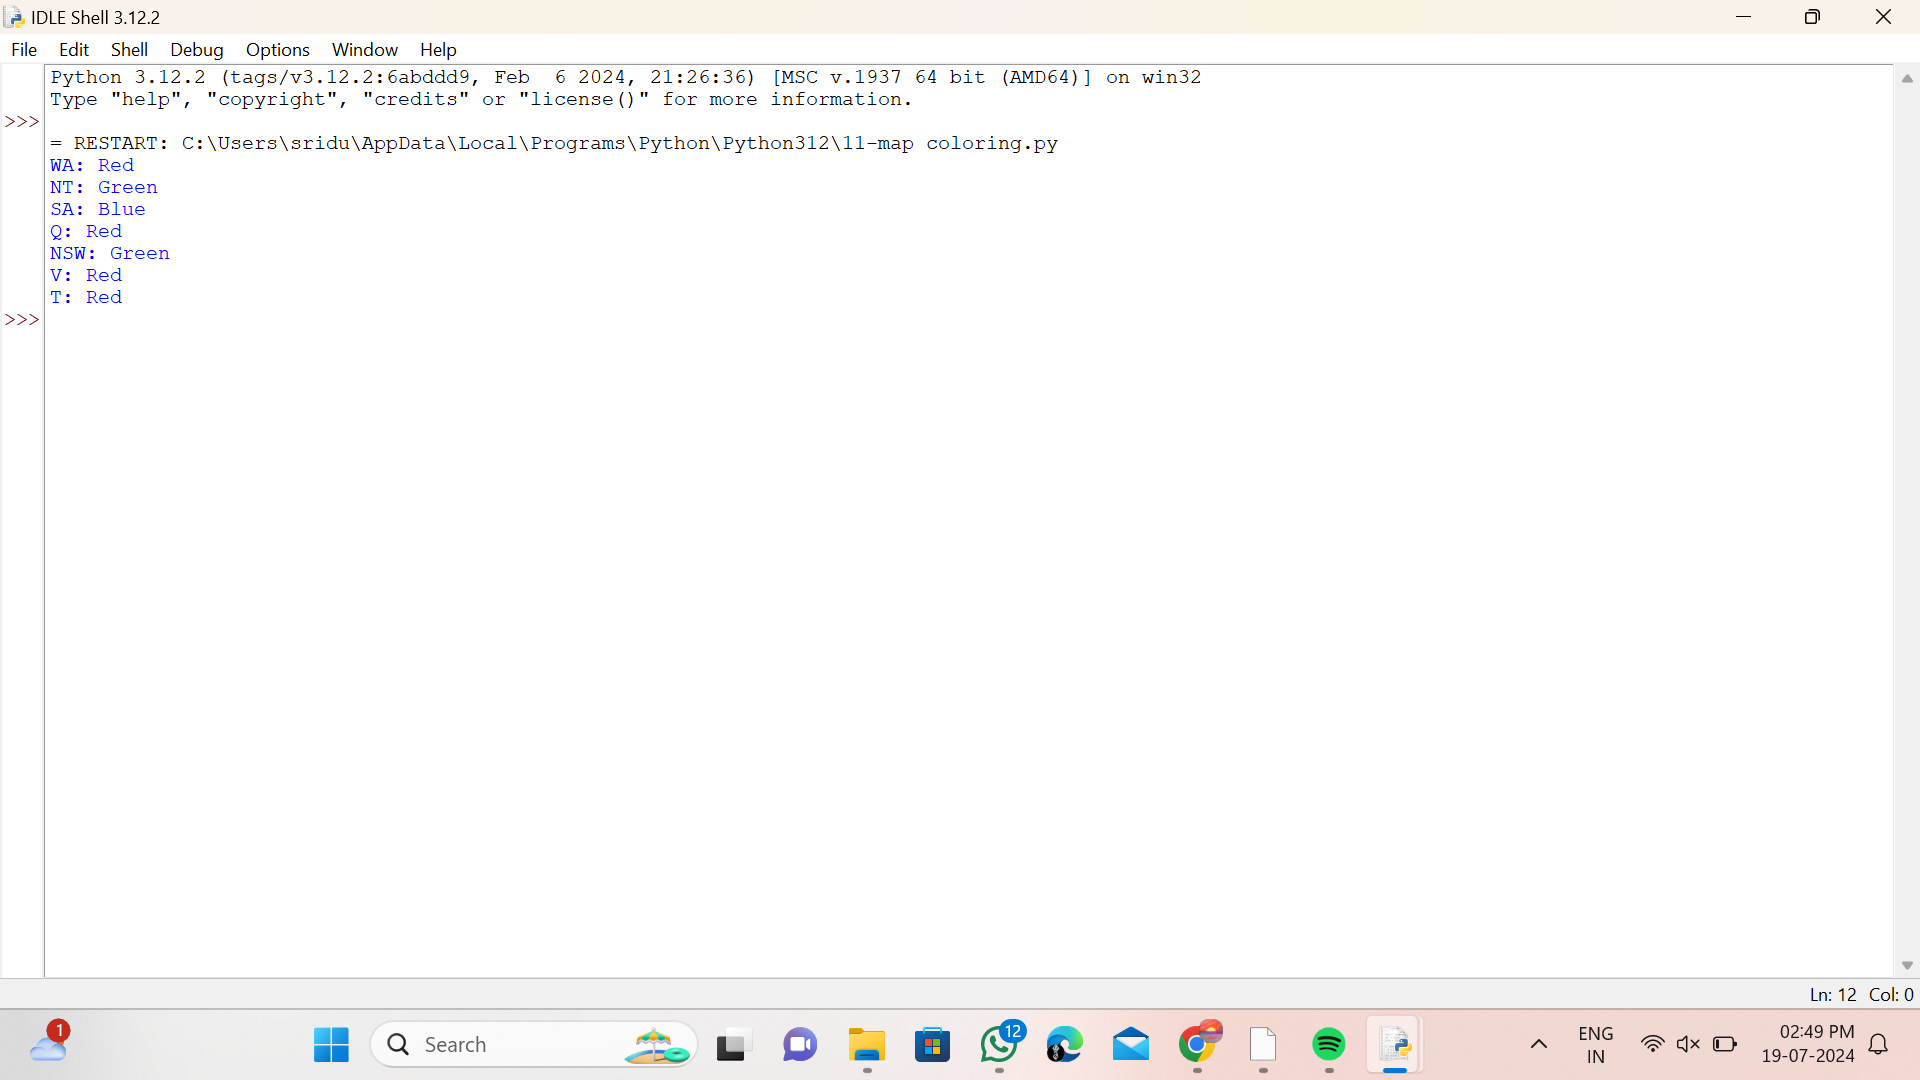 IDLE Shell 3.12.2
File Edit Shell Debug Options Window Help
Python 3.12.2 (tags/v3.12.2:6abddd9, Feb  6 2024, 21:26:36) [MSC v.1937 64 bit (AMD64)] on win32
Type "help", "copyright", "credits" or "license()" for more information.
>>>
= RESTART: C:\Users\sridu\AppData\Local\Programs\Python\Python312\11-map coloring.py
WA: Red
NT: Green
SA: Blue
Q: Red
NSW: Green
V: Red
T: Red
>>>
Ln: 12 Col: 0
1
Search
12
ENG
IN
02:49 PM
19-07-2024